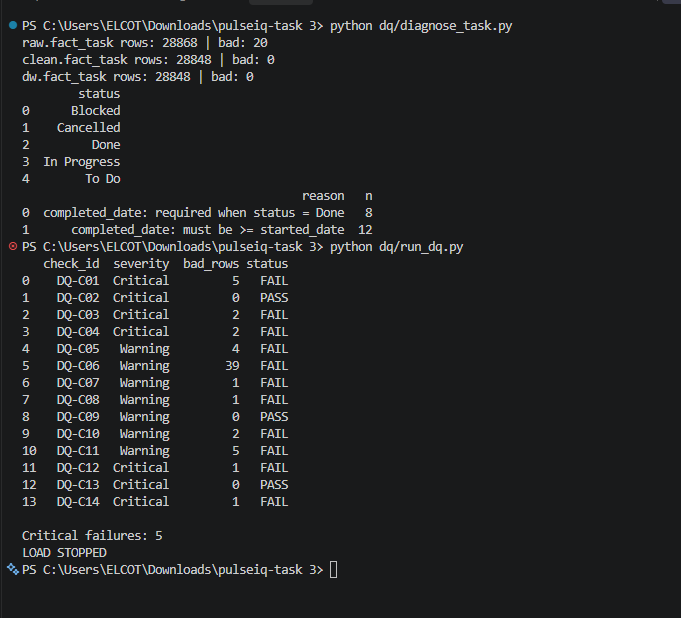 PS C:\Users\ELCOT\Downloads\pulseiq-task 3> python dq/diagnose_task.py
raw.fact_task rows: 28868 | bad: 20
clean.fact_task rows: 28848 | bad: 0
dw.fact_task rows: 28848 | bad: 0
        status
0      Blocked
1    Cancelled
2         Done
3  In Progress
4        To Do
                                      reason   n
0  completed_date: required when status = Done   8
1      completed_date: must be >= started_date  12
PS C:\Users\ELCOT\Downloads\pulseiq-task 3> python dq/run_dq.py
   check_id  severity  bad_rows status
0    DQ-C01  Critical         5   FAIL
1    DQ-C02  Critical         0   PASS
2    DQ-C03  Critical         2   FAIL
3    DQ-C04  Critical         2   FAIL
4    DQ-C05   Warning         4   FAIL
5    DQ-C06   Warning        39   FAIL
6    DQ-C07   Warning         1   FAIL
7    DQ-C08   Warning         1   FAIL
8    DQ-C09   Warning         0   PASS
9    DQ-C10   Warning         2   FAIL
10   DQ-C11   Warning         5   FAIL
11   DQ-C12  Critical         1   FAIL
12   DQ-C13  Critical         0   PASS
13   DQ-C14  Critical         1   FAIL
Critical failures: 5
LOAD STOPPED
PS C:\Users\ELCOT\Downloads\pulseiq-task 3>